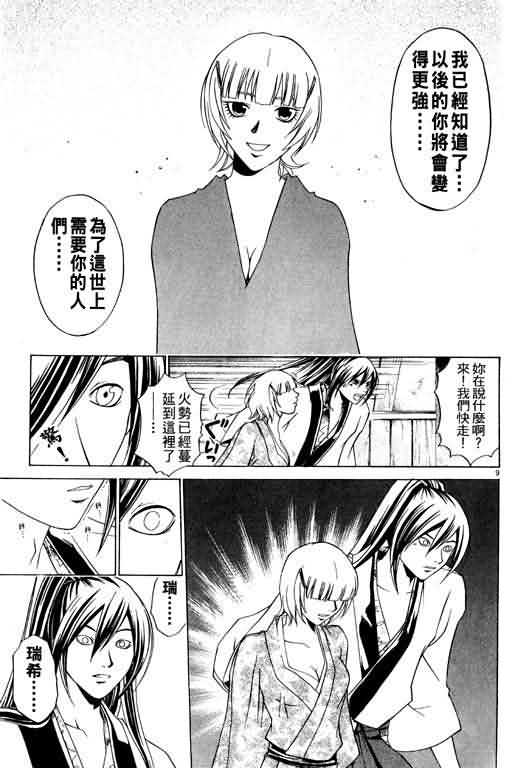 我已經知道了…
以後的你將會變
得更強……
為了這世上
需要你的人
們……
妳在說什麼啊？
來！我們快走！
火勢已經蔓
延到這裡了
驚！
9
瑞……
瑞希……